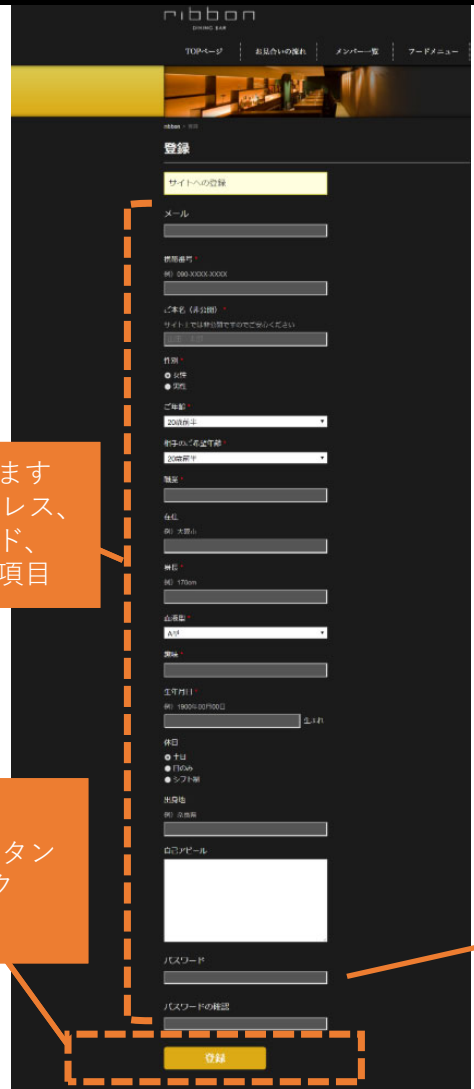 ribbon
DINING BAR
TOPページ
お見合いの流れ
メンバー一覧
フードメニュー
ribbon > 登録
登録
サイトへの登録
メール
携帯番号 *
例）090-XXXX-XXXX
ご本名（非公開） *
サイト上では非公開ですのでご安心ください
性別 *
女性
男性
ご年齢 *
20歳前半
相手のご希望年齢 *
20歳前半
職業 *
在住
例）大阪市
身長 *
例）170cm
血液型 *
A型
趣味 *
生年月日 *
例）1900年00月00日
生まれ
休日
土日
日のみ
シフト制
出身地
例）奈良県
自己アピール
パスワード
パスワードの確認
登録
ます
レス、
ド、
項目
タン
ク